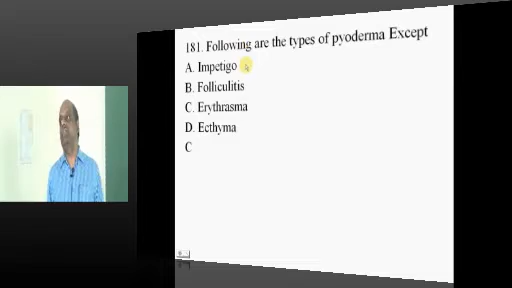 181. Following are the types of pyoderma Except
A. Impetigo
B. Folliculitis
C. Erythrasma
D. Ecthyma
C